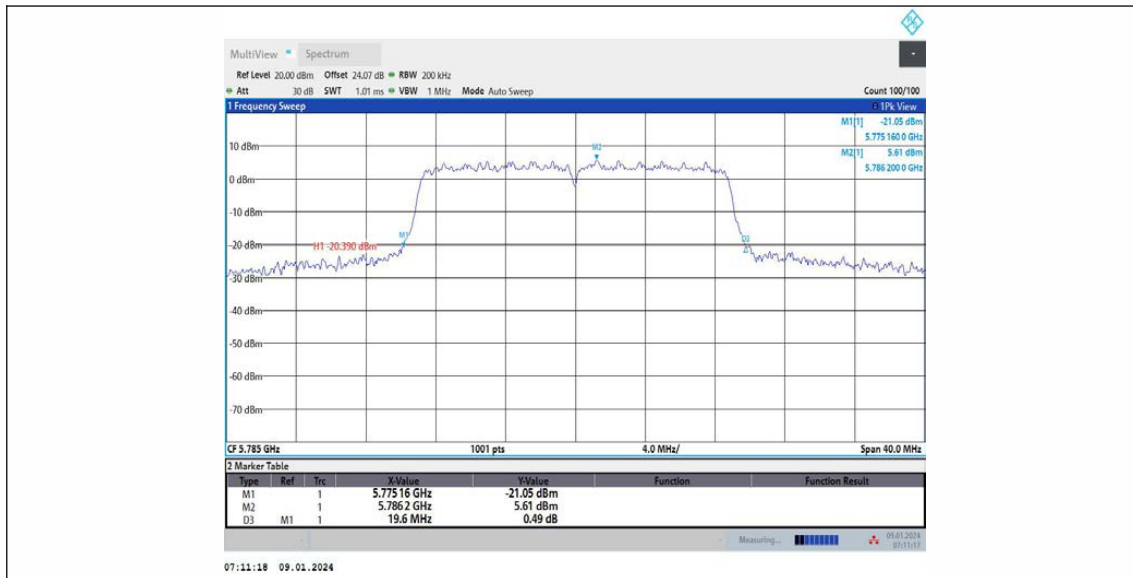 MultiView Spectrum
Ref Level 20.00 dBm Offset 24.07 dB RBW 200 kHz
Att 30 dB SWT 1.01 ms VBW 1 MHz Mode Auto Sweep Count 100/100
1 Frequency Sweep 1Pk View
M1[1] -21.05 dBm
5.775 160 0 GHz
M2[1] 5.61 dBm
5.786 200 0 GHz
10 dBm
M2
0 dBm
-10 dBm
M1
D3
-20 dBm
H1 -20.390 dBm
-30 dBm
-40 dBm
-50 dBm
-60 dBm
-70 dBm
CF 5.785 GHz 1001 pts 4.0 MHz/ Span 40.0 MHz
2 Marker Table
Type Ref Trc X-Value Y-Value Function Function Result
M1 1 5.77516 GHz -21.05 dBm
M2 1 5.7862 GHz 5.61 dBm
D3 M1 1 19.6 MHz 0.49 dB
Measuring... 09.01.2024
07:11:17
07:11:18 09.01.2024